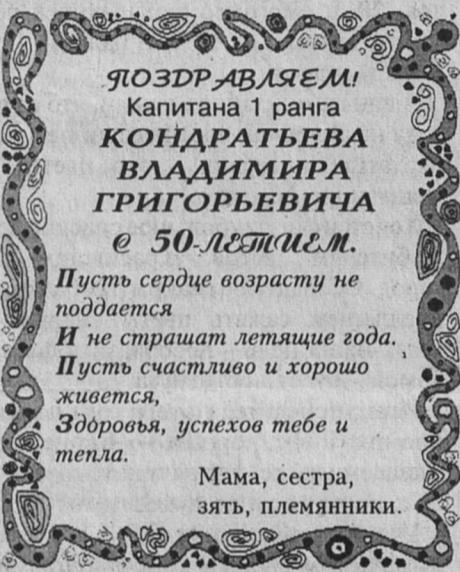 ПОЗДРАВЛЯЕМ!
Капитана 1 ранга
КОНДРАТЬЕВА
ВЛАДИМИРА
ГРИГОРЬЕВИЧА
С 50-ЛЕТИЕМ.
Пусть сердце возрасту не
поддается
И не страшат летящие года.
Пусть счастливо и хорошо
живется,
Здоровья, успехов тебе и
тепла.
Мама, сестра,
зять, племянники.